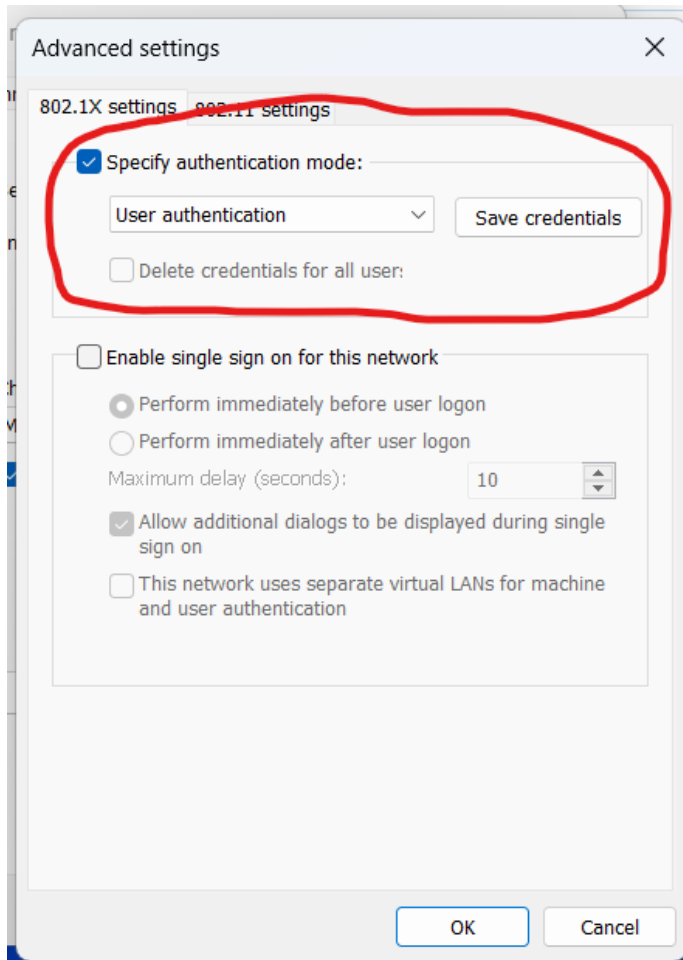 Advanced settings
802.1X settings
802.11 settings
Specify authentication mode:
User authentication
Save credentials
Delete credentials for all users
Enable single sign on for this network
Perform immediately before user logon
Perform immediately after user logon
Maximum delay (seconds):
10
Allow additional dialogs to be displayed during single
sign on
This network uses separate virtual LANs for machine
and user authentication
OK
Cancel